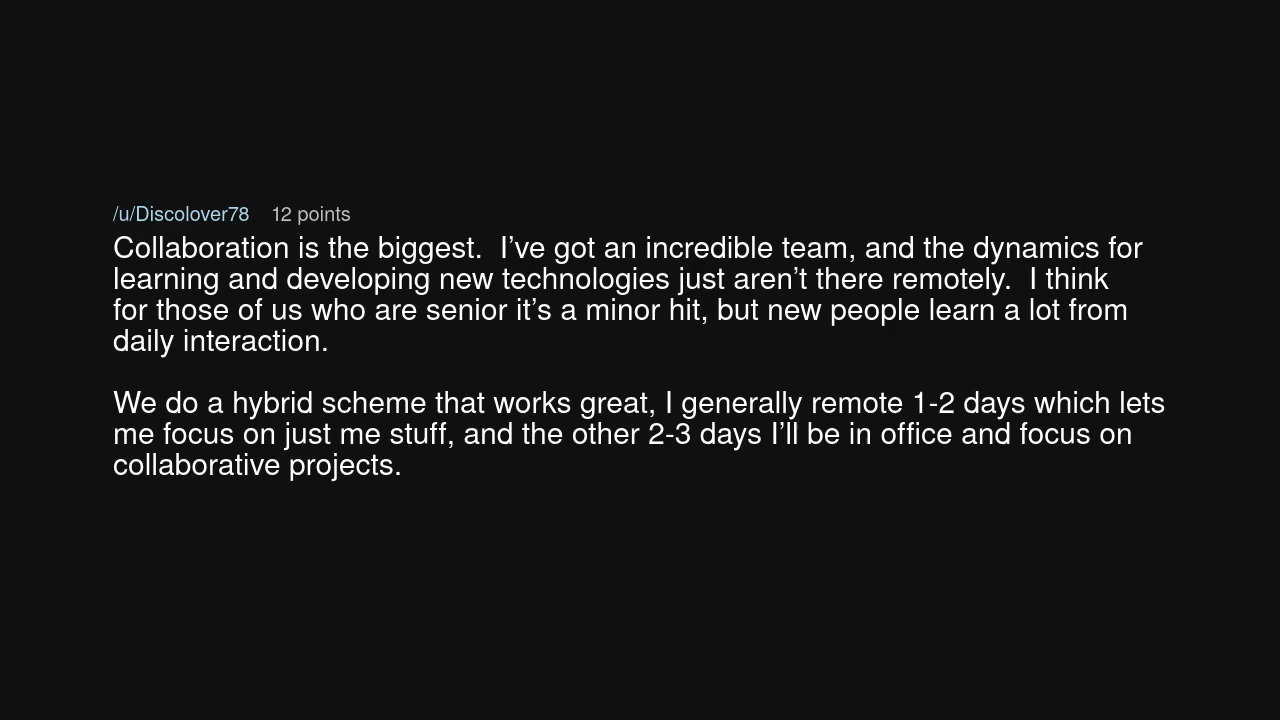 /u/Discolover78 12 points
Collaboration is the biggest.  I’ve got an incredible team, and the dynamics for
learning and developing new technologies just aren’t there remotely.  I think
for those of us who are senior it’s a minor hit, but new people learn a lot from
daily interaction.
We do a hybrid scheme that works great, I generally remote 1-2 days which lets
me focus on just me stuff, and the other 2-3 days I’ll be in office and focus on
collaborative projects.